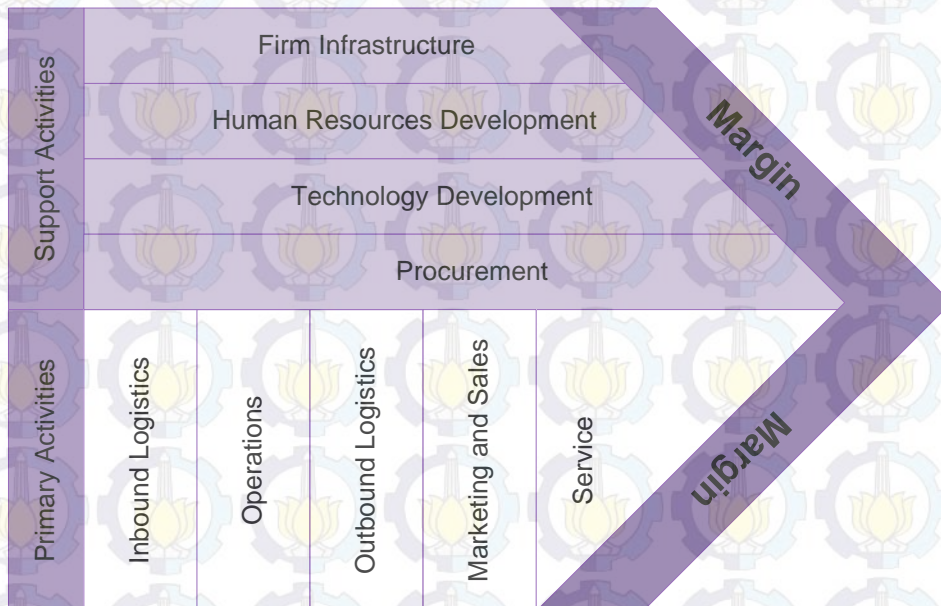 Support Activities
Firm Infrastructure
Human Resources Development
Technology Development
Procurement
Margin
Primary Activities
Inbound Logistics
Operations
Outbound Logistics
Marketing and Sales
Service
Margin